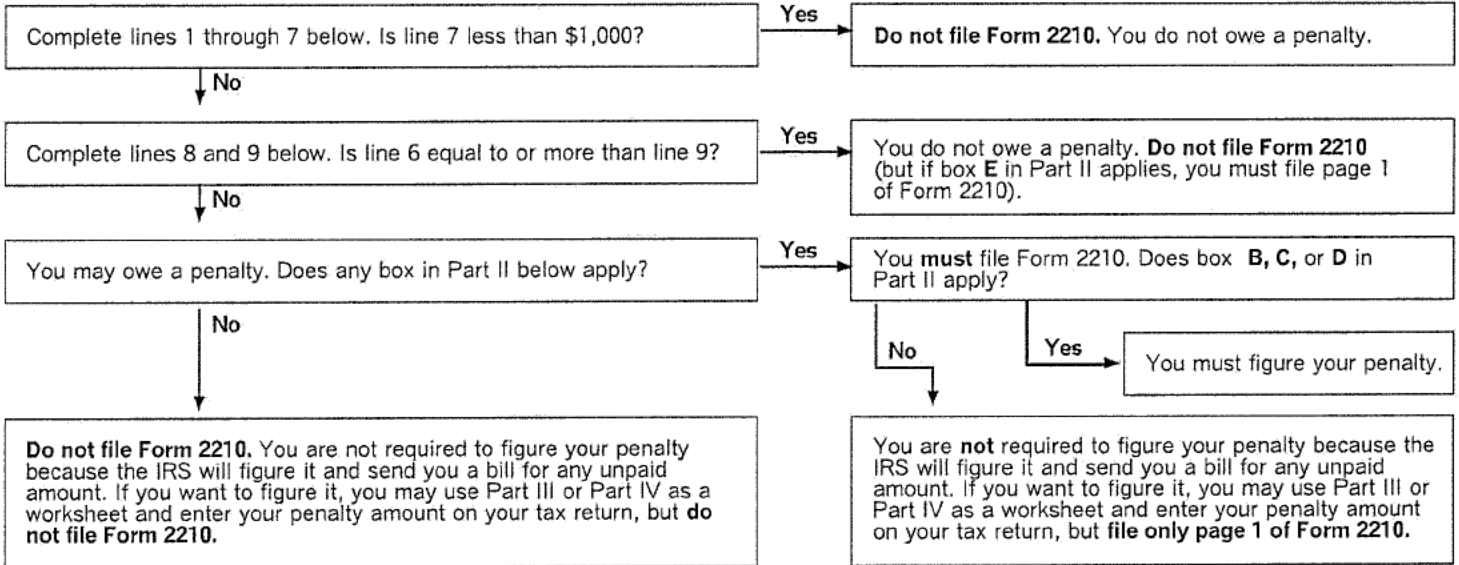 Complete lines 1 through 7 below. Is line 7 less than $1,000?
Yes
Do not file Form 2210. You do not owe a penalty.
No
Complete lines 8 and 9 below. Is line 6 equal to or more than line 9?
Yes
You do not owe a penalty. Do not file Form 2210
(but if box E in Part II applies, you must file page 1
of Form 2210).
No
You may owe a penalty. Does any box in Part II below apply?
Yes
You must file Form 2210. Does box B, C, or D in
Part II apply?
No
No
Yes
You must figure your penalty.
Do not file Form 2210. You are not required to figure your penalty
because the IRS will figure it and send you a bill for any unpaid
amount. If you want to figure it, you may use Part III or Part IV as a
worksheet and enter your penalty amount on your tax return, but do
not file Form 2210.
You are not required to figure your penalty because the
IRS will figure it and send you a bill for any unpaid
amount. If you want to figure it, you may use Part III or
Part IV as a worksheet and enter your penalty amount
on your tax return, but file only page 1 of Form 2210.